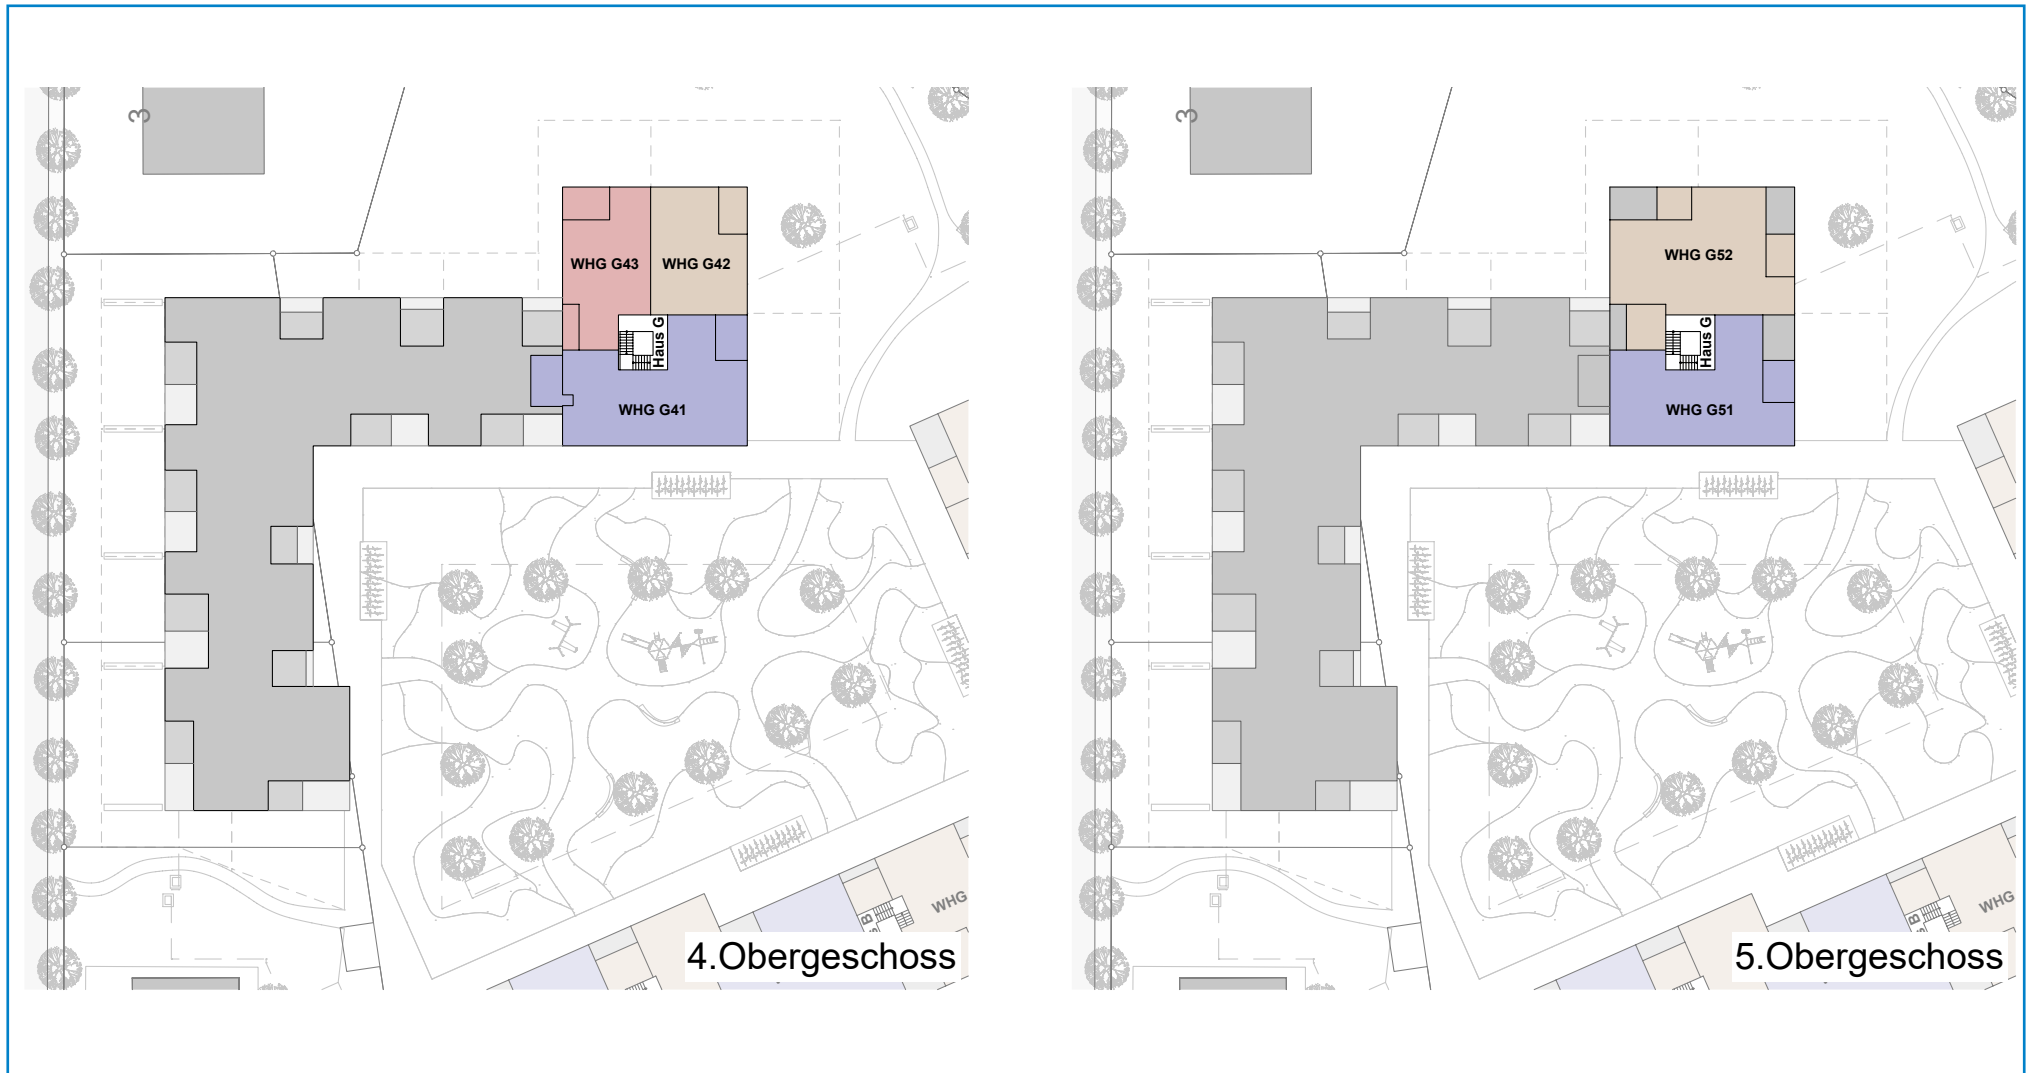 3
WHG G43
WHG G42
Haus G
WHG G41
WHG
4.Obergeschoss
3
WHG G52
Haus G
WHG G51
WHG
5.Obergeschoss